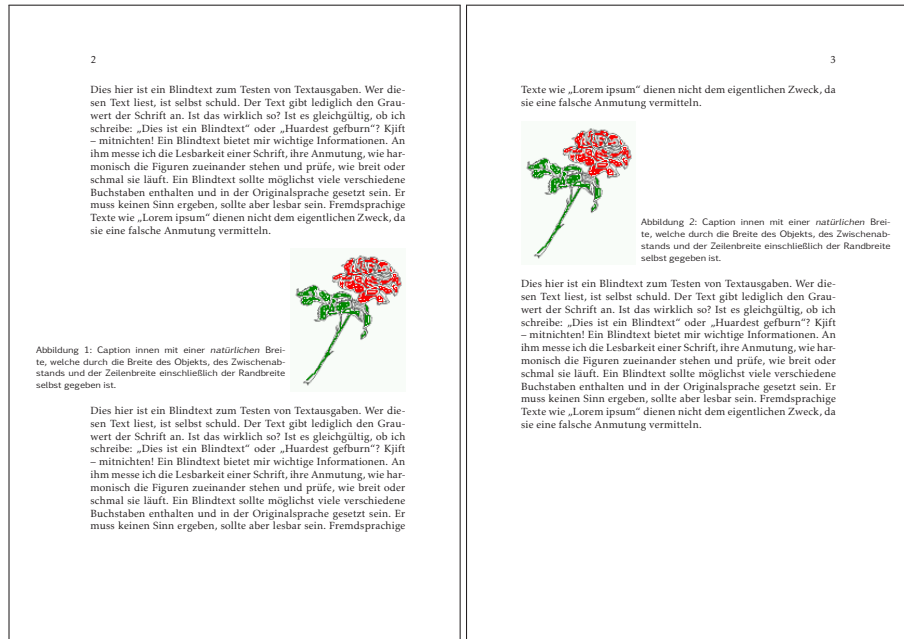 2
Dies hier ist ein Blindtext zum Testen von Textausgaben. Wer die-
sen Text liest, ist selbst schuld. Der Text gibt lediglich den Grau-
wert der Schrift an. Ist das wirklich so? Ist es gleichgültig, ob ich
schreibe: „Dies ist ein Blindtext“ oder „Huardest gefburn“? Kjift
– mitnichten! Ein Blindtext bietet mir wichtige Informationen. An
ihm messe ich die Lesbarkeit einer Schrift, ihre Anmutung, wie har-
monisch die Figuren zueinander stehen und prüfe, wie breit oder
schmal sie läuft. Ein Blindtext sollte möglichst viele verschiedene
Buchstaben enthalten und in der Originalsprache gesetzt sein. Er
muss keinen Sinn ergeben, sollte aber lesbar sein. Fremdsprachige
Texte wie „Lorem ipsum“ dienen nicht dem eigentlichen Zweck, da
sie eine falsche Anmutung vermitteln.
Abbildung 1: Caption innen mit einer natürlichen Brei-
te, welche durch die Breite des Objekts, des Zwischenab-
stands und der Zeilenbreite einschließlich der Randbreite
selbst gegeben ist.
Dies hier ist ein Blindtext zum Testen von Textausgaben. Wer die-
sen Text liest, ist selbst schuld. Der Text gibt lediglich den Grau-
wert der Schrift an. Ist das wirklich so? Ist es gleichgültig, ob ich
schreibe: „Dies ist ein Blindtext“ oder „Huardest gefburn“? Kjift
– mitnichten! Ein Blindtext bietet mir wichtige Informationen. An
ihm messe ich die Lesbarkeit einer Schrift, ihre Anmutung, wie har-
monisch die Figuren zueinander stehen und prüfe, wie breit oder
schmal sie läuft. Ein Blindtext sollte möglichst viele verschiedene
Buchstaben enthalten und in der Originalsprache gesetzt sein. Er
muss keinen Sinn ergeben, sollte aber lesbar sein. Fremdsprachige
3
Texte wie „Lorem ipsum“ dienen nicht dem eigentlichen Zweck, da
sie eine falsche Anmutung vermitteln.
Abbildung 2: Caption innen mit einer natürlichen Brei-
te, welche durch die Breite des Objekts, des Zwischenab-
stands und der Zeilenbreite einschließlich der Randbreite
selbst gegeben ist.
Dies hier ist ein Blindtext zum Testen von Textausgaben. Wer die-
sen Text liest, ist selbst schuld. Der Text gibt lediglich den Grau-
wert der Schrift an. Ist das wirklich so? Ist es gleichgültig, ob ich
schreibe: „Dies ist ein Blindtext“ oder „Huardest gefburn“? Kjift
– mitnichten! Ein Blindtext bietet mir wichtige Informationen. An
ihm messe ich die Lesbarkeit einer Schrift, ihre Anmutung, wie har-
monisch die Figuren zueinander stehen und prüfe, wie breit oder
schmal sie läuft. Ein Blindtext sollte möglichst viele verschiedene
Buchstaben enthalten und in der Originalsprache gesetzt sein. Er
muss keinen Sinn ergeben, sollte aber lesbar sein. Fremdsprachige
Texte wie „Lorem ipsum“ dienen nicht dem eigentlichen Zweck, da
sie eine falsche Anmutung vermitteln.